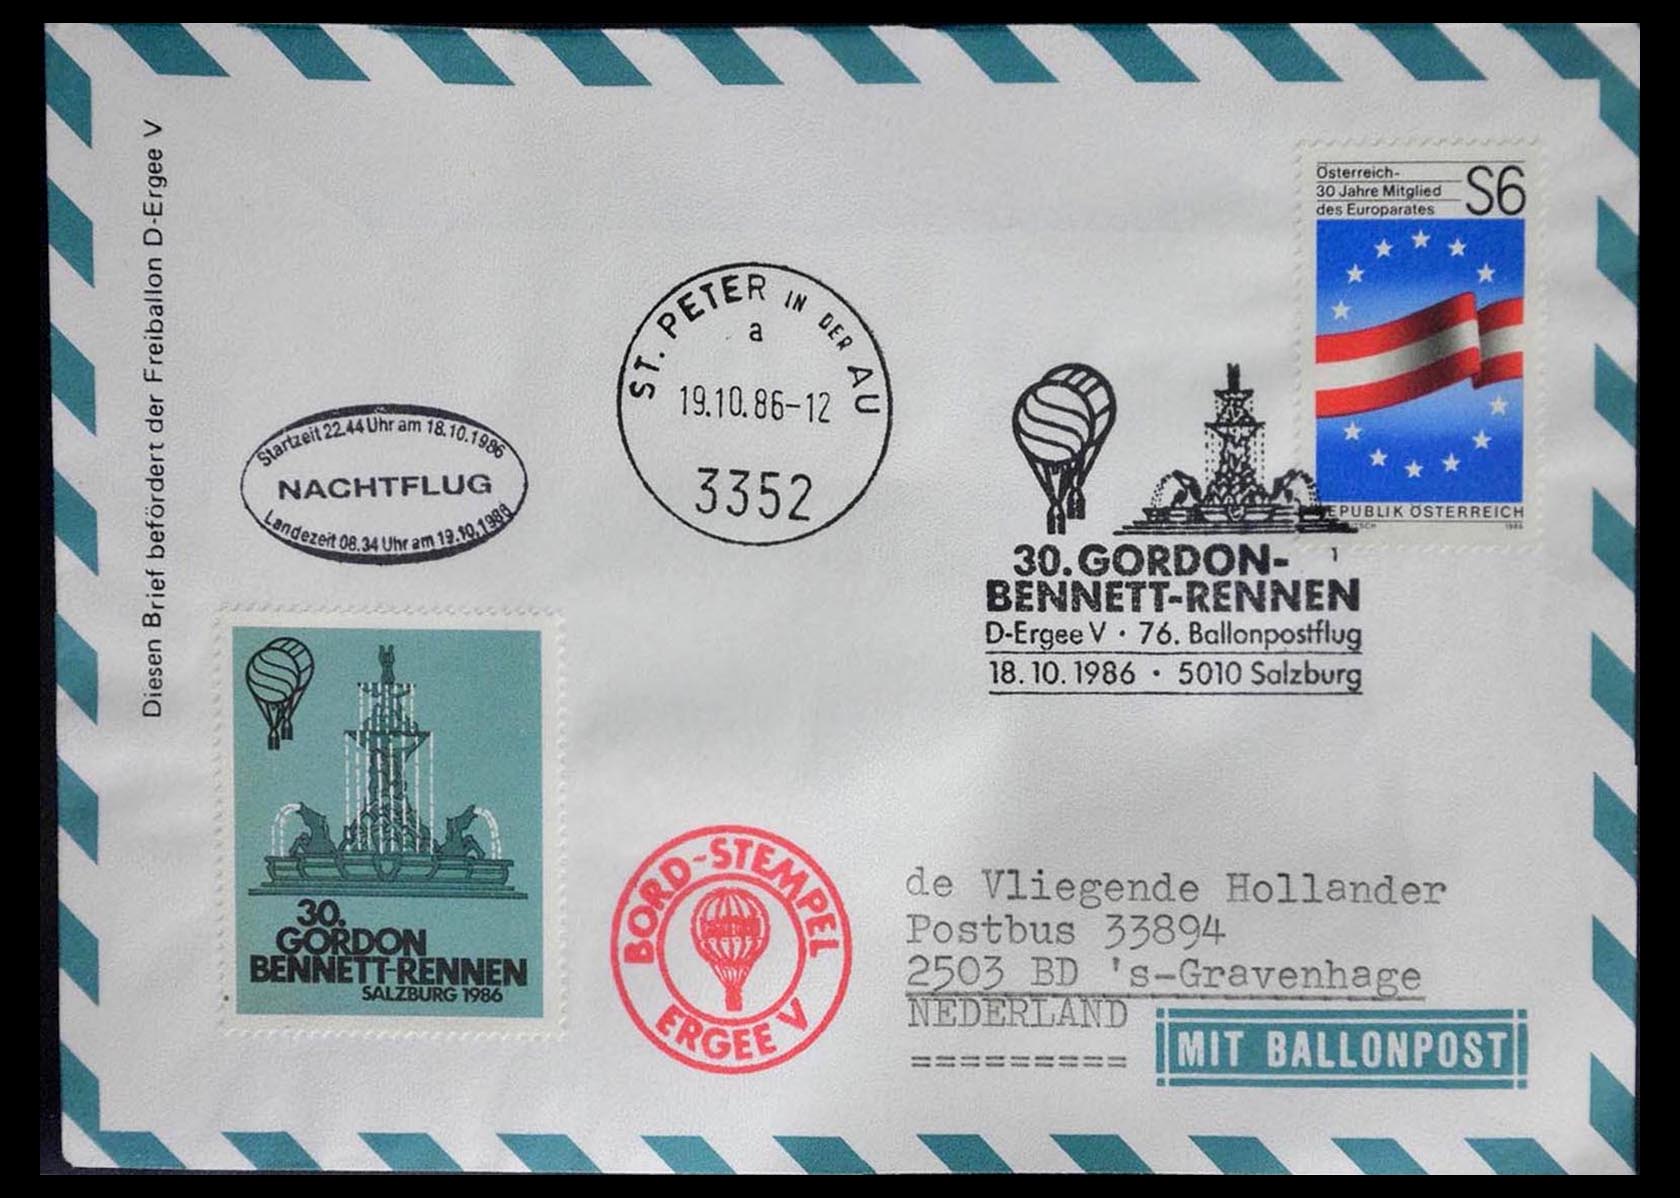 Diesen Brief befördert der Freiballon D-Ergee V
Österreich-
30 Jahre Mitglied
des Europarates
S6
REPUBLIK ÖSTERREICH
1986
ST. PETER IN DER AU
a
19.10.86-12
3352
Startzeit 22.44 Uhr am 18.10.1986
NACHTFLUG
Landezeit 08.34 Uhr am 19.10.1986
1
30. GORDON-
BENNETT-RENNEN
D-Ergee V · 76. Ballonpostflug
18.10.1986 · 5010 Salzburg
30.
GORDON
BENNETT-RENNEN
SALZBURG 1986
BORD-STEMPEL
ERGEE V
de Vliegende Hollander
Postbus 33894
2503 BD 's-Gravenhage
NEDERLAND
=========
MIT BALLONPOST